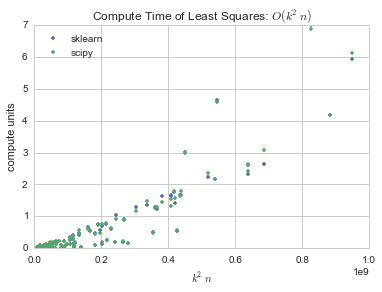 Compute Time of Least Squares: O(k² n)
7
6
5
4
3
2
1
0
compute units
sklearn
scipy
0.0 0.2 0.4 0.6 0.8 1.0
1e9
k² n